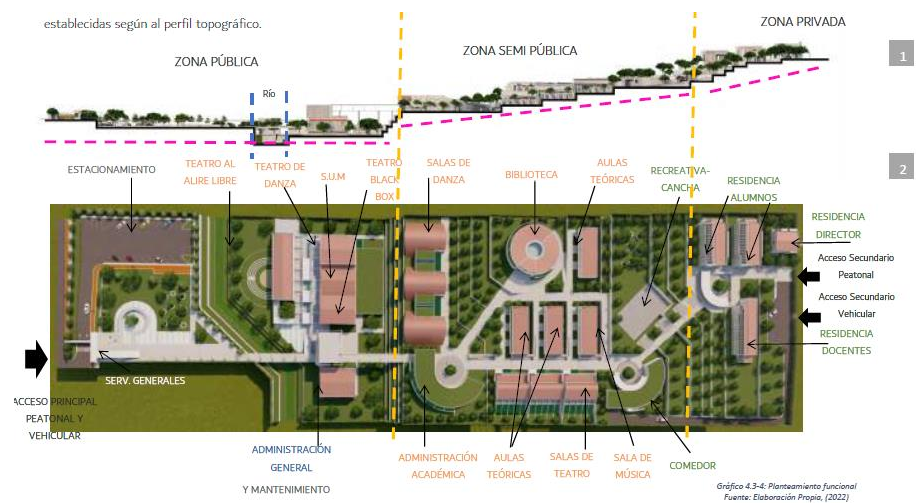 establecidas según al perfil topográfico.
ZONA PÚBLICA
ZONA SEMI PÚBLICA
ZONA PRIVADA
1
Río
2
ESTACIONAMIENTO
TEATRO AL
ALIRE LIBRE
TEATRO DE
DANZA
S.U.M
TEATRO
BLACK
BOX
SALAS DE
DANZA
BIBLIOTECA
AULAS
TEÓRICAS
RECREATIVA-
CANCHA
RESIDENCIA
ALUMNOS
RESIDENCIA
DIRECTOR
Acceso Secundario
Peatonal
Acceso Secundario
Vehicular
RESIDENCIA
DOCENTES
SERV. GENERALES
ACCESO PRINCIPAL
PEATONAL Y
VEHICULAR
ADMINISTRACIÓN
GENERAL
Y MANTENIMIENTO
ADMINISTRACIÓN
ACADÉMICA
AULAS
TEÓRICAS
SALAS DE
TEATRO
SALA DE
MÚSICA
COMEDOR
Gráfico 4.3-4: Planteamiento funcional
Fuente: Elaboración Propia, (2022)